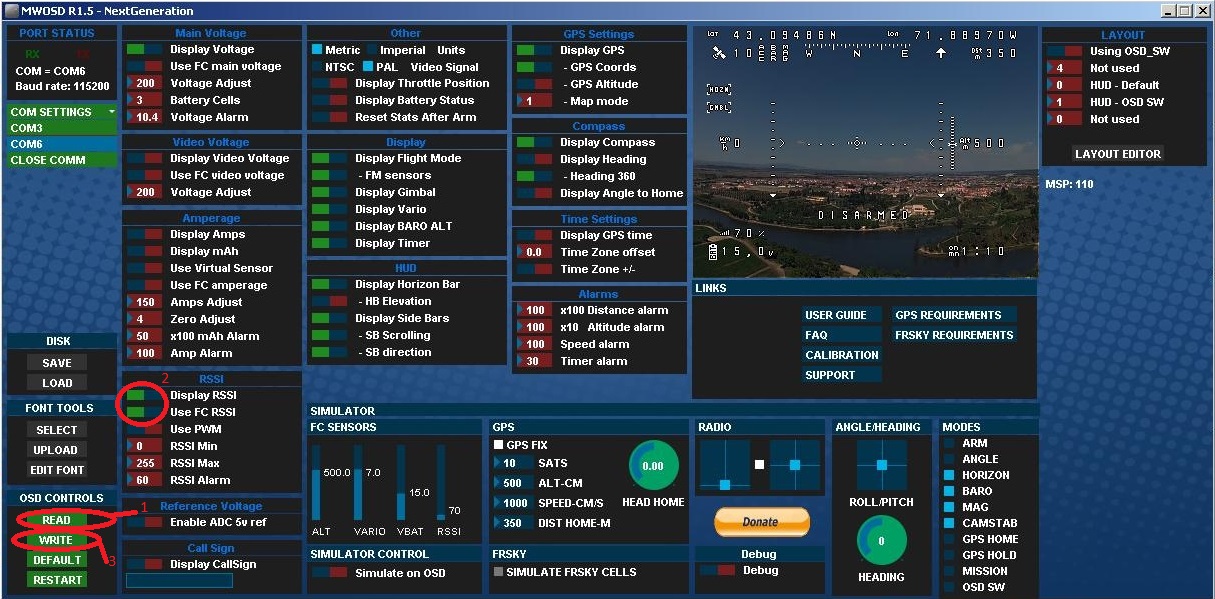 MWOSD R1.5 - NextGeneration
PORT STATUS
RX TX
COM = COM6
Baud rate: 115200
COM SETTINGS
COM3
COM6
CLOSE COMM
DISK
SAVE
LOAD
FONT TOOLS
SELECT
UPLOAD
EDIT FONT
OSD CONTROLS
READ
WRITE
DEFAULT
RESTART
1
2
3
Main Voltage
Display Voltage
Use FC main voltage
200 Voltage Adjust
3 Battery Cells
10.4 Voltage Alarm
Video Voltage
Display Video Voltage
Use FC video voltage
200 Voltage Adjust
Amperage
Display Amps
Display mAh
Use Virtual Sensor
Use FC amperage
150 Amps Adjust
4 Zero Adjust
50 x100 mAh Alarm
100 Amp Alarm
RSSI
Display RSSI
Use FC RSSI
Use PWM
0 RSSI Min
255 RSSI Max
60 RSSI Alarm
Reference Voltage
Enable ADC 5v ref
Call Sign
Display CallSign
Other
Metric Imperial Units
NTSC PAL Video Signal
Display Throttle Position
Display Battery Status
Reset Stats After Arm
Display
Display Flight Mode
- FM sensors
Display Gimbal
Display Vario
Display BARO ALT
Display Timer
HUD
Display Horizon Bar
- HB Elevation
Display Side Bars
- SB Scrolling
- SB direction
GPS Settings
Display GPS
- GPS Coords
- GPS Altitude
1 - Map mode
Compass
Display Compass
Display Heading
- Heading 360
Display Angle to Home
Time Settings
Display GPS time
0.0 Time Zone offset
Time Zone +/-
Alarms
100 x100 Distance alarm
100 x10 Altitude alarm
100 Speed alarm
30 Timer alarm
LAT 43.09486N LON 71.88970W
10 W N E DST m 350
HOZN
GMBL
km h 0 Alt m 500
DISARMED
70 %
15,0v ON MN 1:10
LINKS
USER GUIDE GPS REQUIREMENTS
FAQ FRSKY REQUIREMENTS
CALIBRATION
SUPPORT
LAYOUT
Using OSD_SW
4 Not used
0 HUD - Default
1 HUD - OSD SW
0 Not used
LAYOUT EDITOR
MSP: 110
SIMULATOR
FC SENSORS
500.0 7.0 15.0 70
ALT VARIO VBAT RSSI
SIMULATOR CONTROL
Simulate on OSD
GPS
GPS FIX
10 SATS
500 ALT-CM
1000 SPEED-CM/S
350 DIST HOME-M
0.00
HEAD HOME
FRSKY
SIMULATE FRSKY CELLS
RADIO
Donate
Debug
Debug
ANGLE/HEADING
ROLL/PITCH
0
HEADING
MODES
ARM
ANGLE
HORIZON
BARO
MAG
CAMSTAB
GPS HOME
GPS HOLD
MISSION
OSD SW